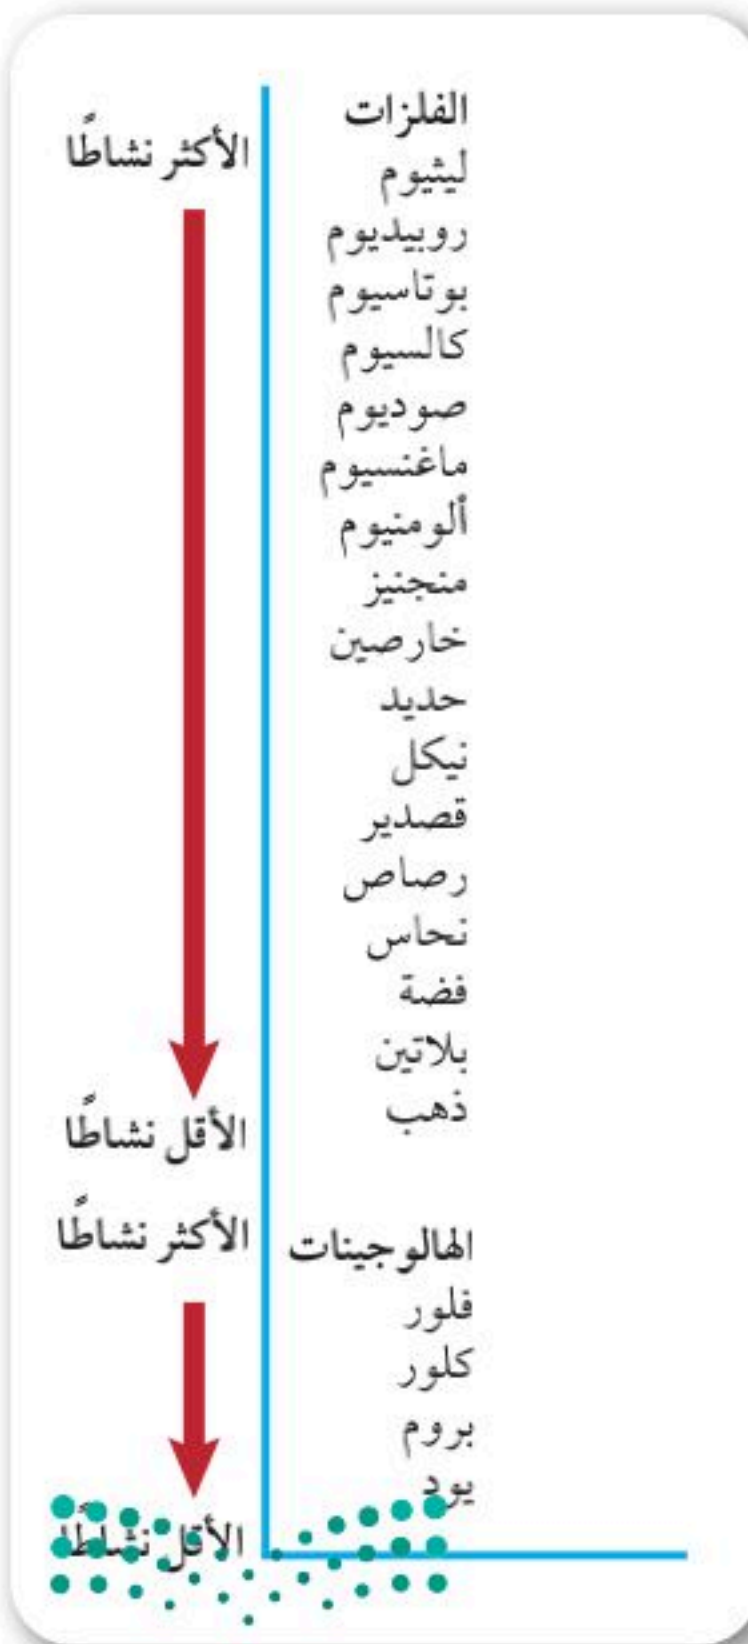 الفلزات
الأكثر نشاطًا
ليثيوم
روبيديوم
بوتاسيوم
كالسيوم
صوديوم
ماغنسيوم
ألومنيوم
منجنيز
خارصين
حديد
نيكل
قصدير
رصاص
نحاس
فضة
بلاتين
ذهب
الأقل نشاطًا
الهالوجينات
الأكثر نشاطًا
فلور
كلور
بروم
يود
الأقل نشاطًا